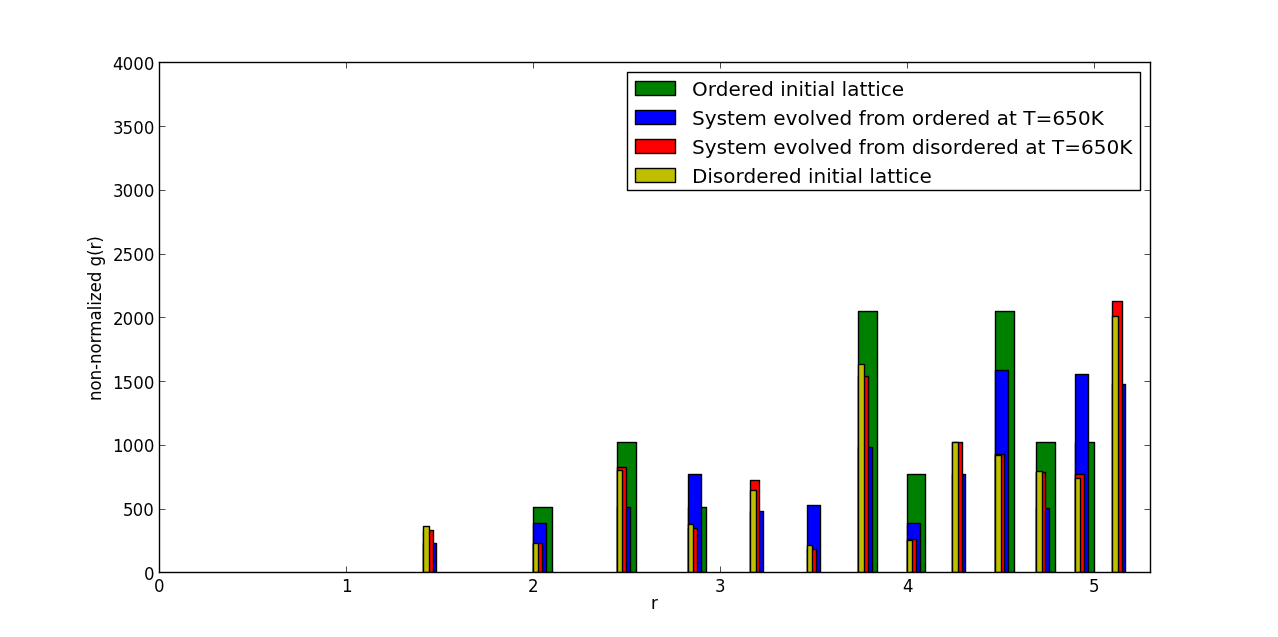 4000
3500
3000
2500
2000
1500
1000
500
0
non-normalized g(r)
Ordered initial lattice
System evolved from ordered at T=650K
System evolved from disordered at T=650K
Disordered initial lattice
0 1 2 3 4 5
r